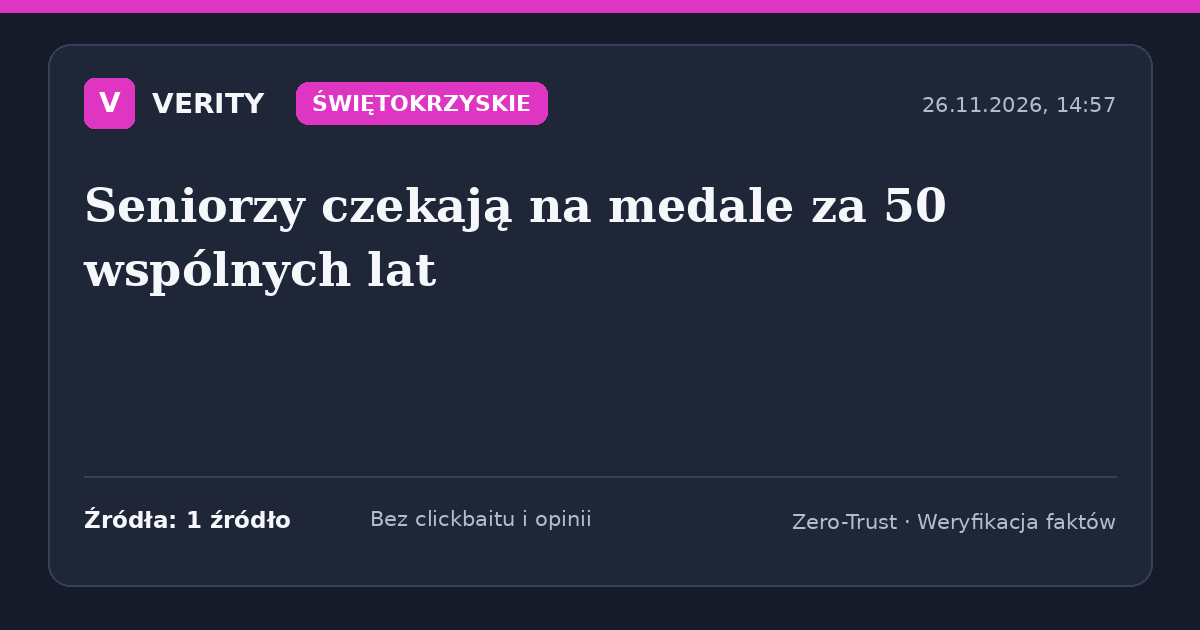 V VERITY ŚWIĘTOKRZYSKIE 26.11.2026, 14:57
Seniorzy czekają na medale za 50
wspólnych lat
Źródła: 1 źródło Bez clickbaitu i opinii Zero-Trust · Weryfikacja faktów